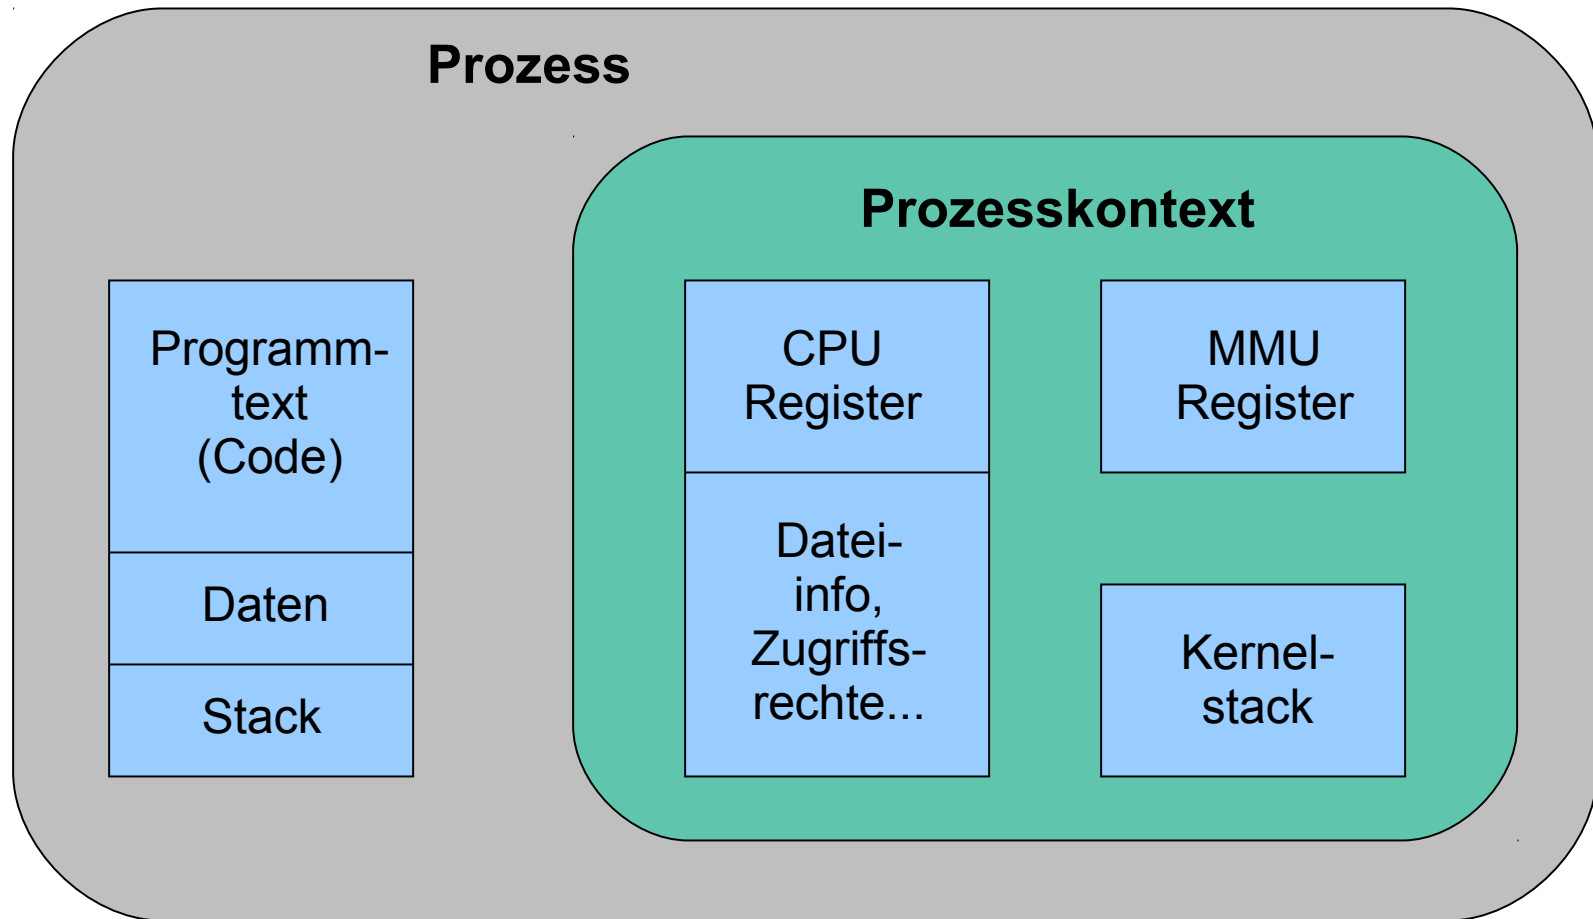 Prozess
Prozesskontext
Programm-
text
(Code)
Daten
Stack
CPU
Register
Datei-
info,
Zugriffs-
rechte...
MMU
Register
Kernel-
stack